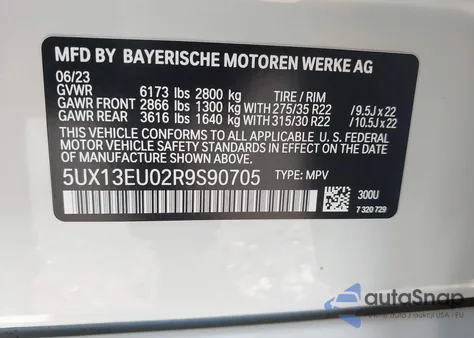 MFD BY BAYERISCHE MOTOREN WERKE AG
06/23
GVWR 6173 lbs 2800 kg TIRE / RIM
GAWR FRONT 2866 lbs 1300 kg WITH 275/35 R22 /9.5J x 22
GAWR REAR 3616 lbs 1640 kg WITH 315/30 R22 /10.5J x 22
THIS VEHICLE CONFORMS TO ALL APPLICABLE U. S. FEDERAL
MOTOR VEHICLE SAFETY STANDARDS IN EFFECT ON THE DATE
OF MANUFACTURE SHOWN ABOVE.
5UX13EU02R9S90705 TYPE: MPV
300U
7 320 729
autoSnap
USA i EU